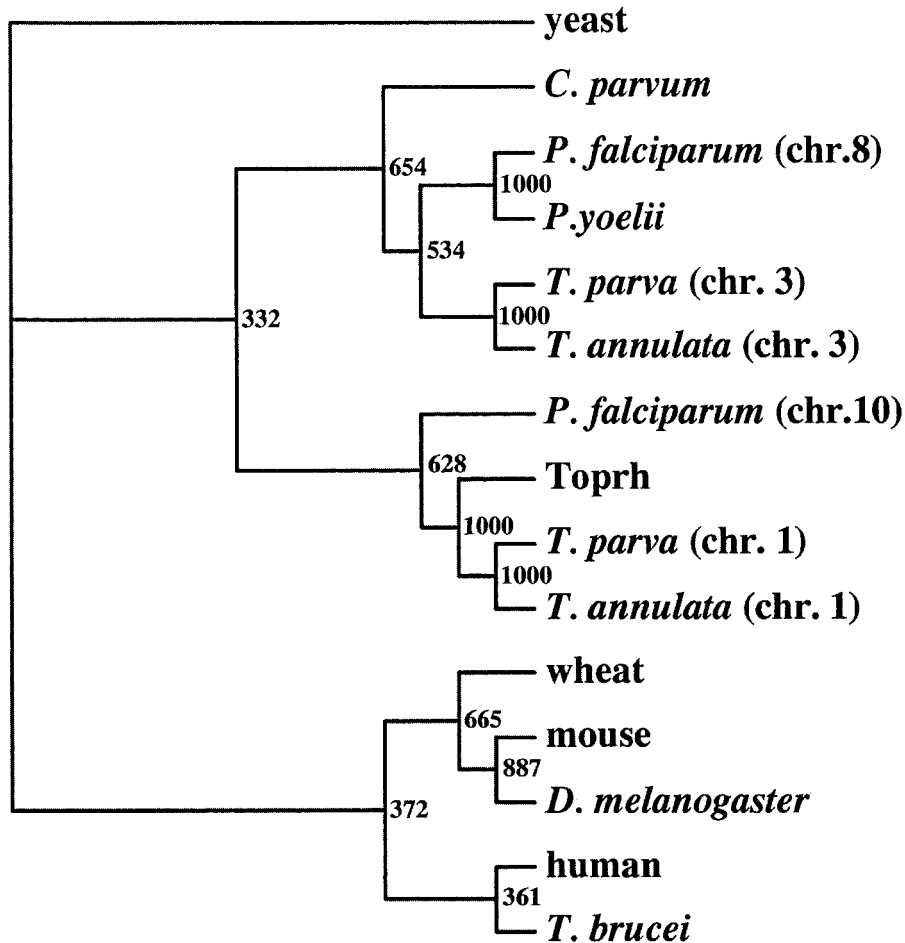 yeast
C. parvum
P. falciparum (chr.8)
654
1000
P.yoelii
534
T. parva (chr. 3)
1000
332
T. annulata (chr. 3)
P. falciparum (chr.10)
628
Toprh
1000
T. parva (chr. 1)
1000
T. annulata (chr. 1)
wheat
665
mouse
887
D. melanogaster
372
human
361
T. brucei